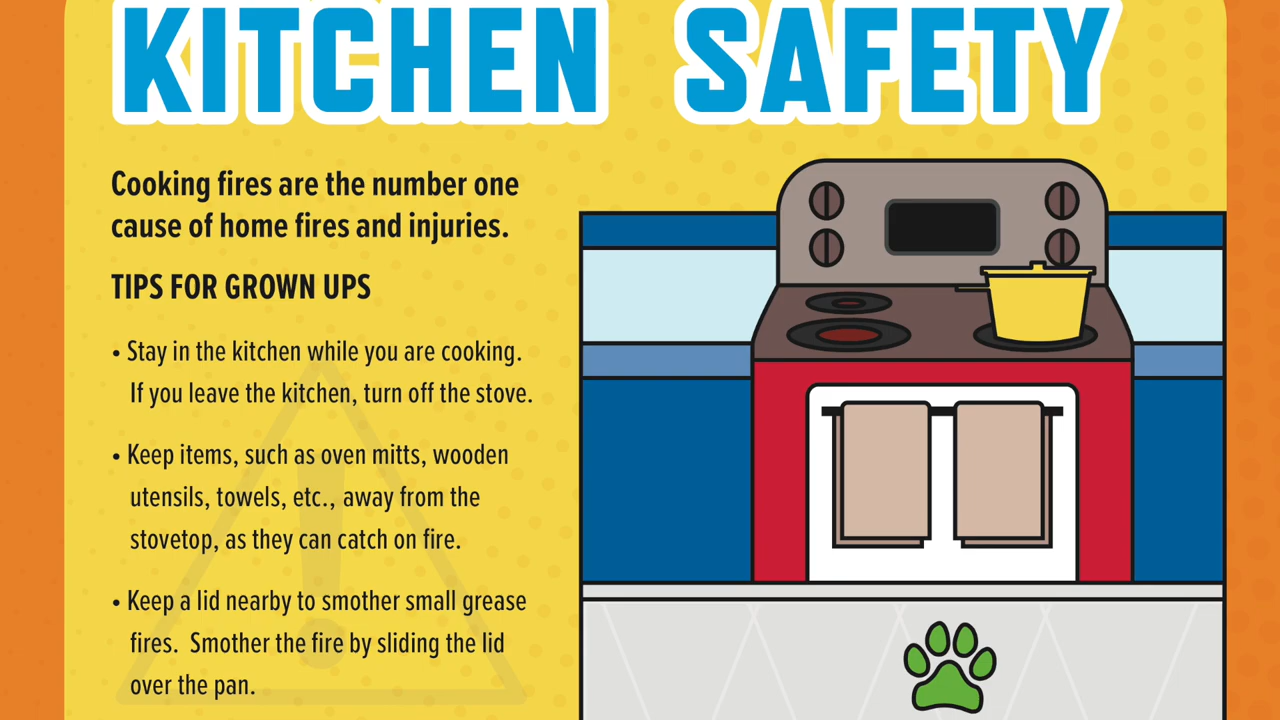 KITCHEN SAFETY
Cooking fires are the number one
cause of home fires and injuries.
TIPS FOR GROWN UPS
• Stay in the kitchen while you are cooking.
If you leave the kitchen, turn off the stove.
• Keep items, such as oven mitts, wooden
utensils, towels, etc., away from the
stovetop, as they can catch on fire.
• Keep a lid nearby to smother small grease
fires.  Smother the fire by sliding the lid
over the pan.